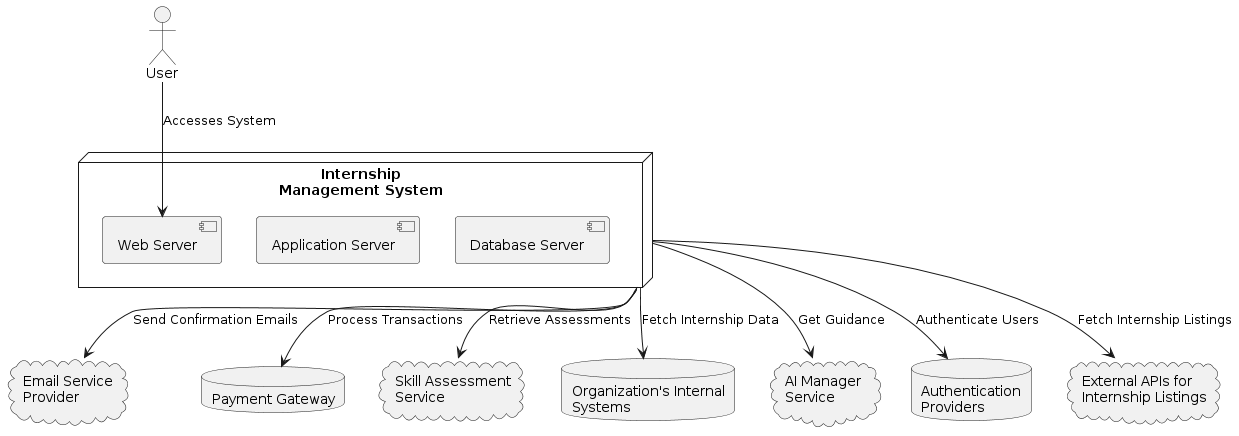 User
Accesses System
Internship
Management System
Web Server
Application Server
Database Server
Send Confirmation Emails
Process Transactions
Retrieve Assessments
Fetch Internship Data
Get Guidance
Authenticate Users
Fetch Internship Listings
Email Service
Provider
Payment Gateway
Skill Assessment
Service
Organization's Internal
Systems
AI Manager
Service
Authentication
Providers
External APIs for
Internship Listings